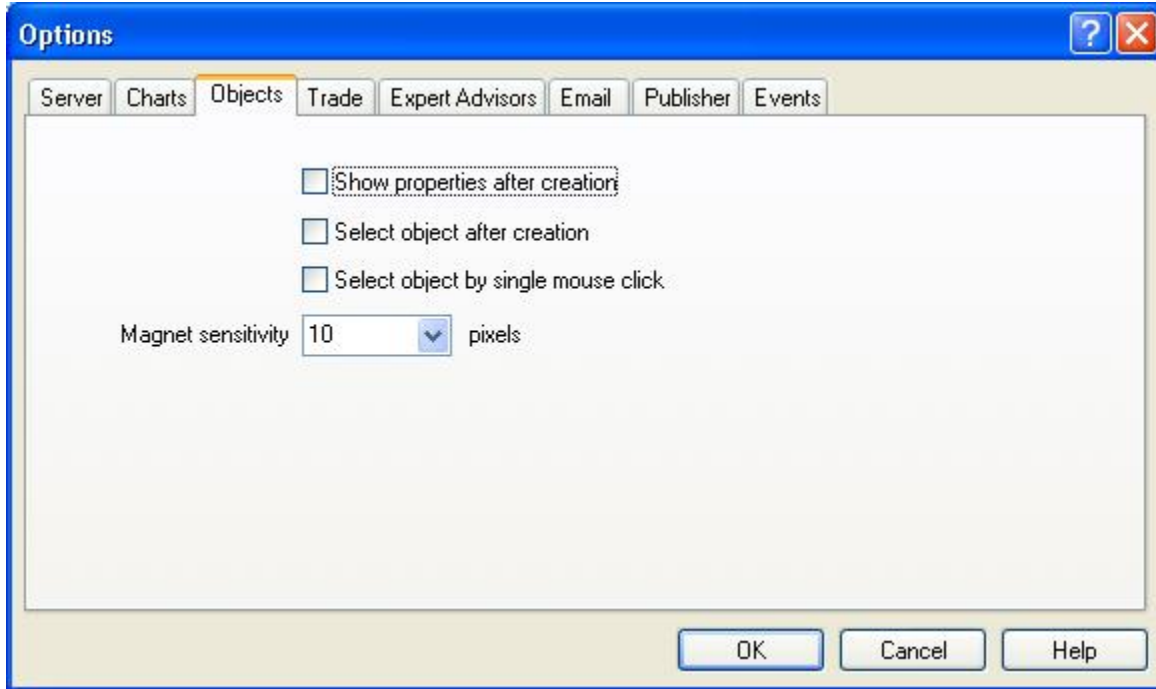 Options
Server Charts Objects Trade Expert Advisors Email Publisher Events
Show properties after creation
Select object after creation
Select object by single mouse click
Magnet sensitivity 10 pixels
OK Cancel Help